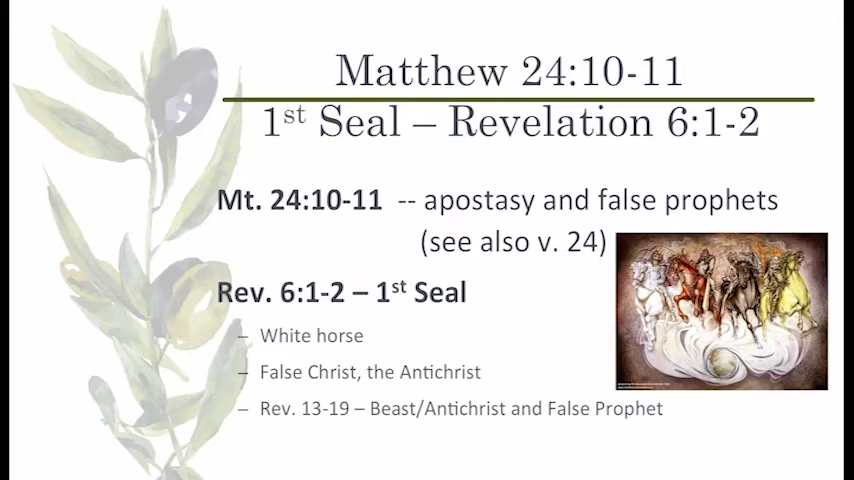 Matthew 24:10-11
1st Seal – Revelation 6:1-2
Mt. 24:10-11 -- apostasy and false prophets
(see also v. 24)
Rev. 6:1-2 – 1st Seal
– White horse
– False Christ, the Antichrist
– Rev. 13-19 – Beast/Antichrist and False Prophet